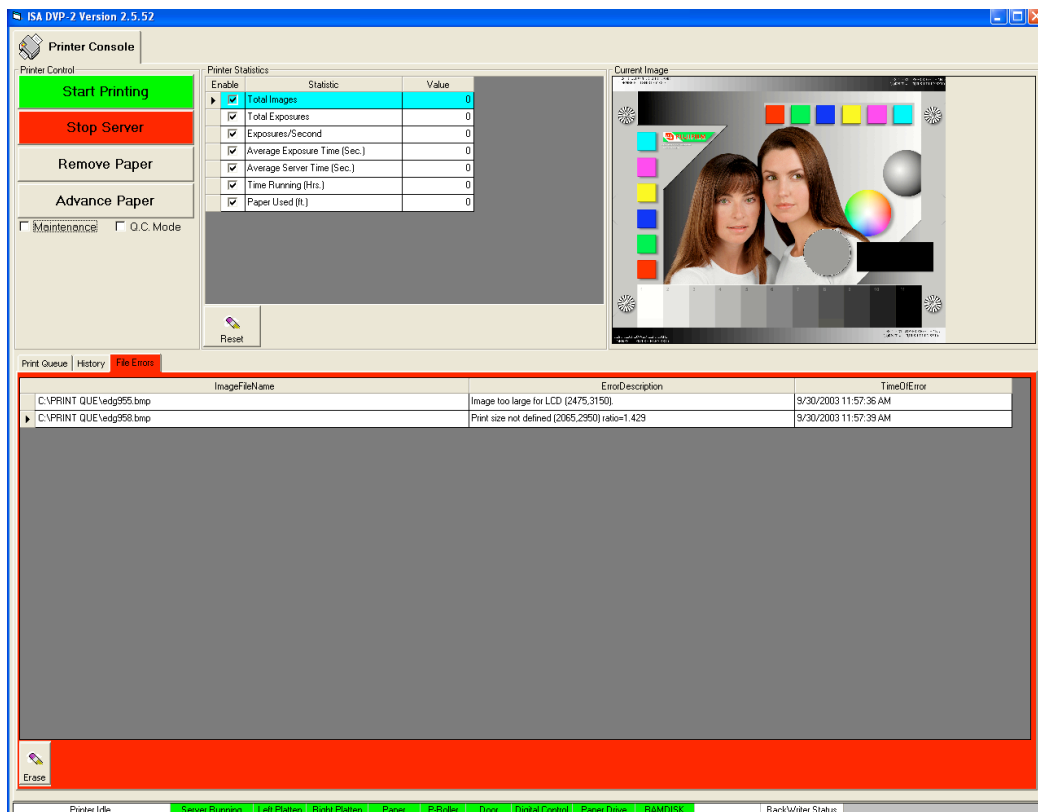 ISA DVP-2 Version 2.5.52
Printer Console
Printer Control
Start Printing
Stop Server
Remove Paper
Advance Paper
Maintenance Q.C. Mode
Printer Statistics
Enable Statistic Value
Total Images 0
Total Exposures 0
Exposures/Second 0
Average Exposure Time (Sec.) 0
Average Server Time (Sec.) 0
Time Running (Hrs.) 0
Paper Used (ft.) 0
Reset
Current Image
Print Queue History File Errors
ImageFileName ErrorDescription TimeOfError
C:\PRINT QUE\edg955.bmp Image too large for LCD (2475,3150). 9/30/2003 11:57:36 AM
C:\PRINT QUE\edg958.bmp Print size not defined (2065,2950) ratio=1.429 9/30/2003 11:57:39 AM
Erase
Printer Idle Server Running Left Platten Right Platten Paper P-Roller Door Digital Control Paper Drive RAMDISK BackWriter Status